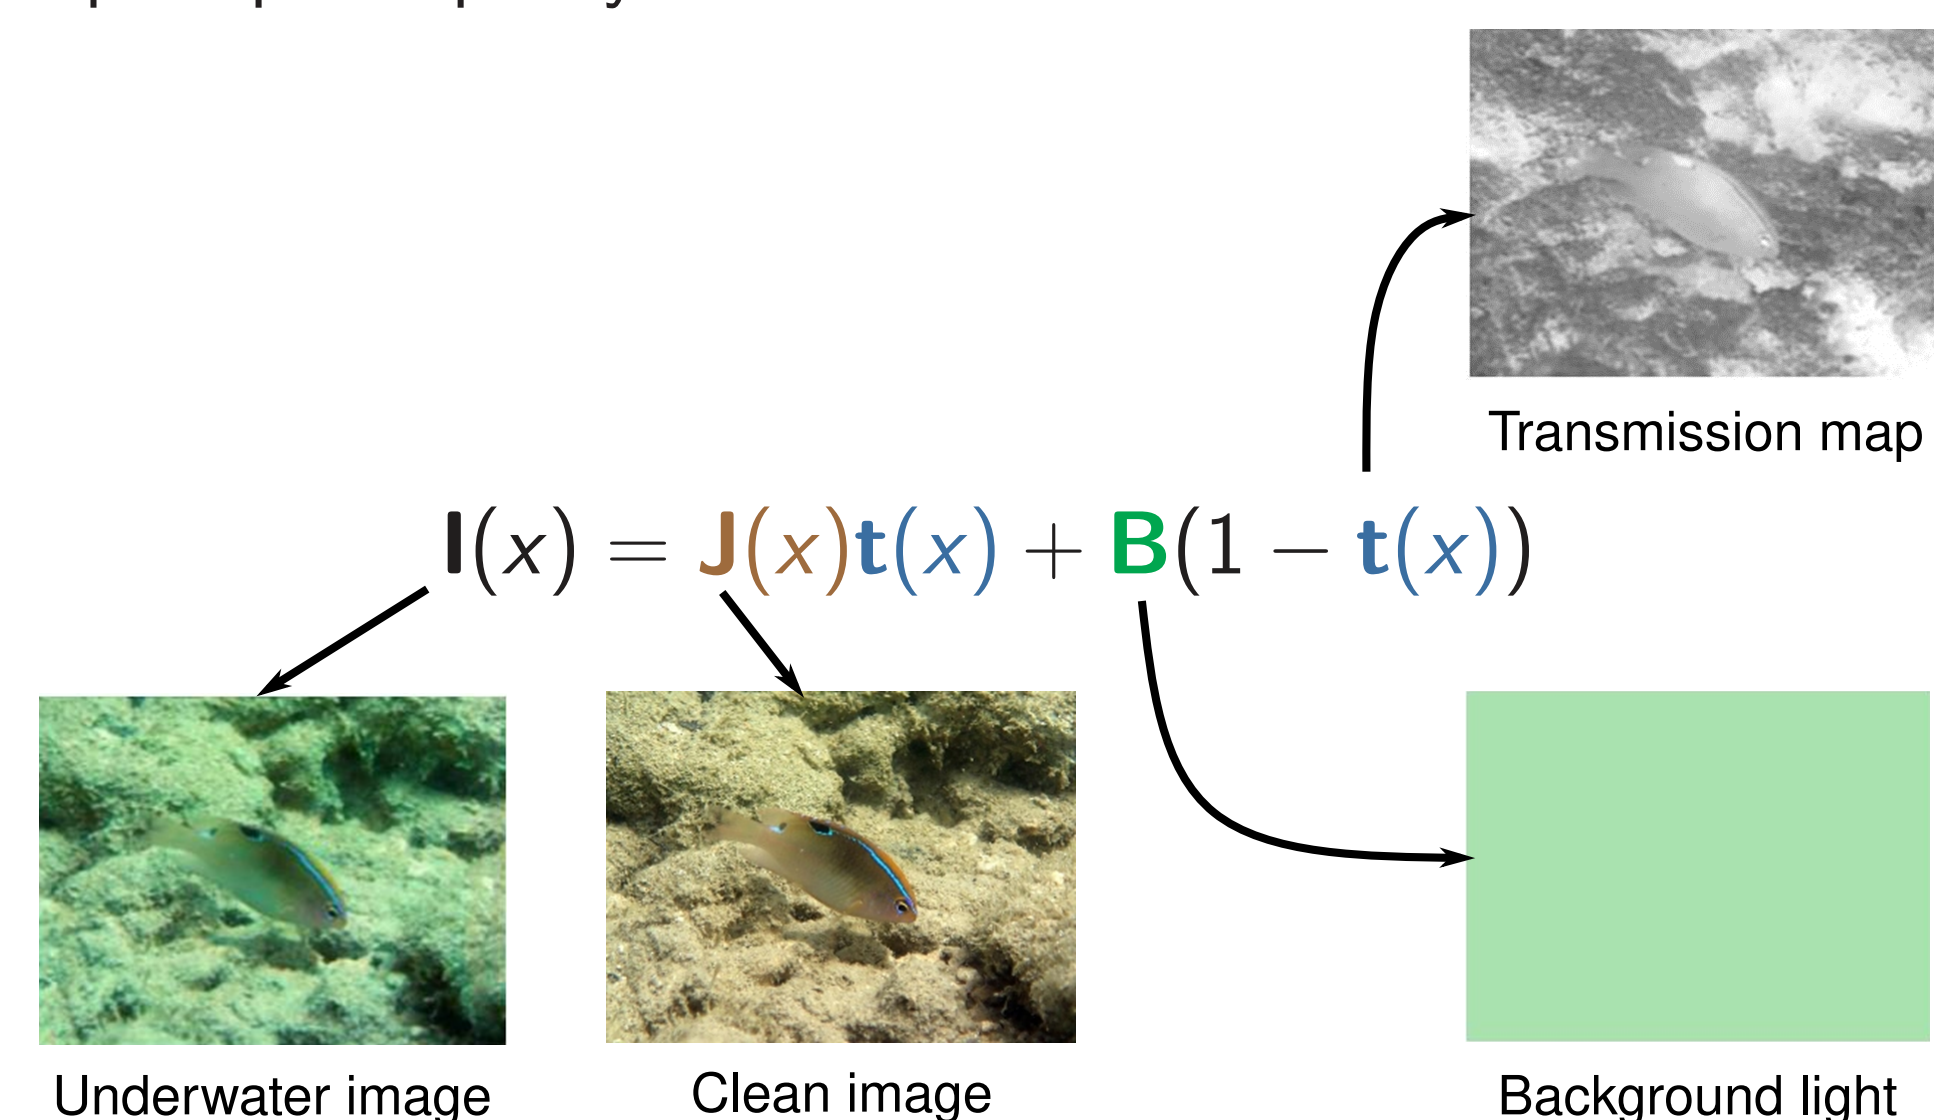 Transmission map
I(x) = J(x)t(x) + B(1 − t(x))
Underwater image
Clean image
Background light